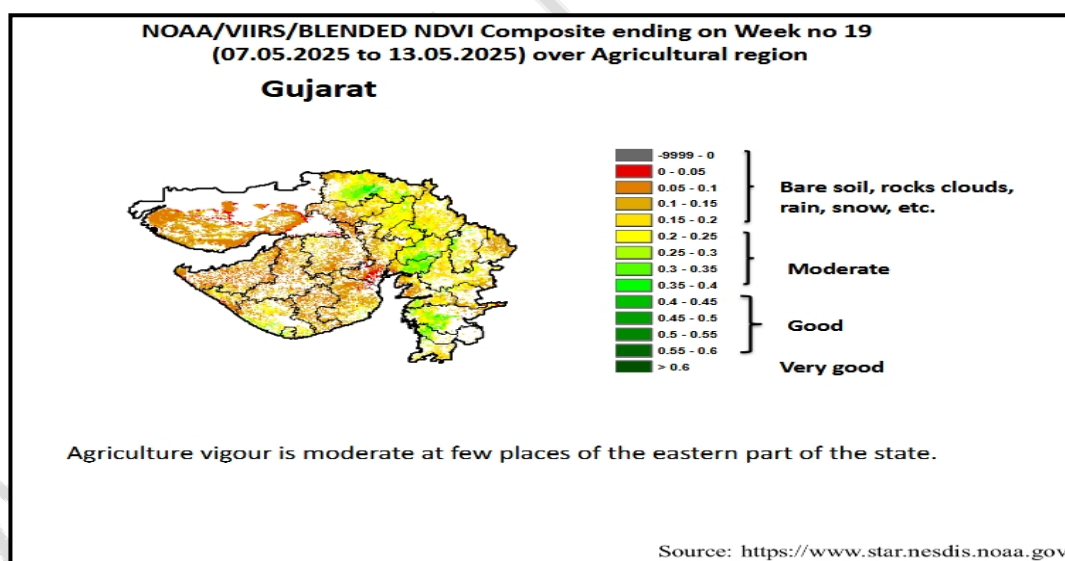 NOAA/VIIRS/BLENDED NDVI Composite ending on Week no 19
(07.05.2025 to 13.05.2025) over Agricultural region
Gujarat
-9999 - 0
0 - 0.05
0.05 - 0.1
0.1 - 0.15
0.15 - 0.2
0.2 - 0.25
0.25 - 0.3
0.3 - 0.35
0.35 - 0.4
0.4 - 0.45
0.45 - 0.5
0.5 - 0.55
0.55 - 0.6
> 0.6
Bare soil, rocks clouds,
rain, snow, etc.
Moderate
Good
Very good
Agriculture vigour is moderate at few places of the eastern part of the state.
Source: https://www.star.nesdis.noaa.gov